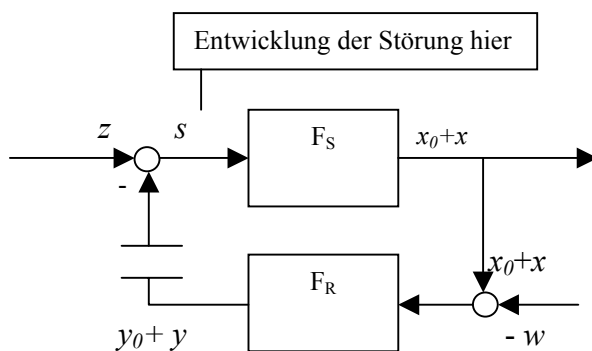 Entwicklung der Störung hier
z
s
F_S
x_0+x
-
x_0+x
F_R
y_0+ y
- w